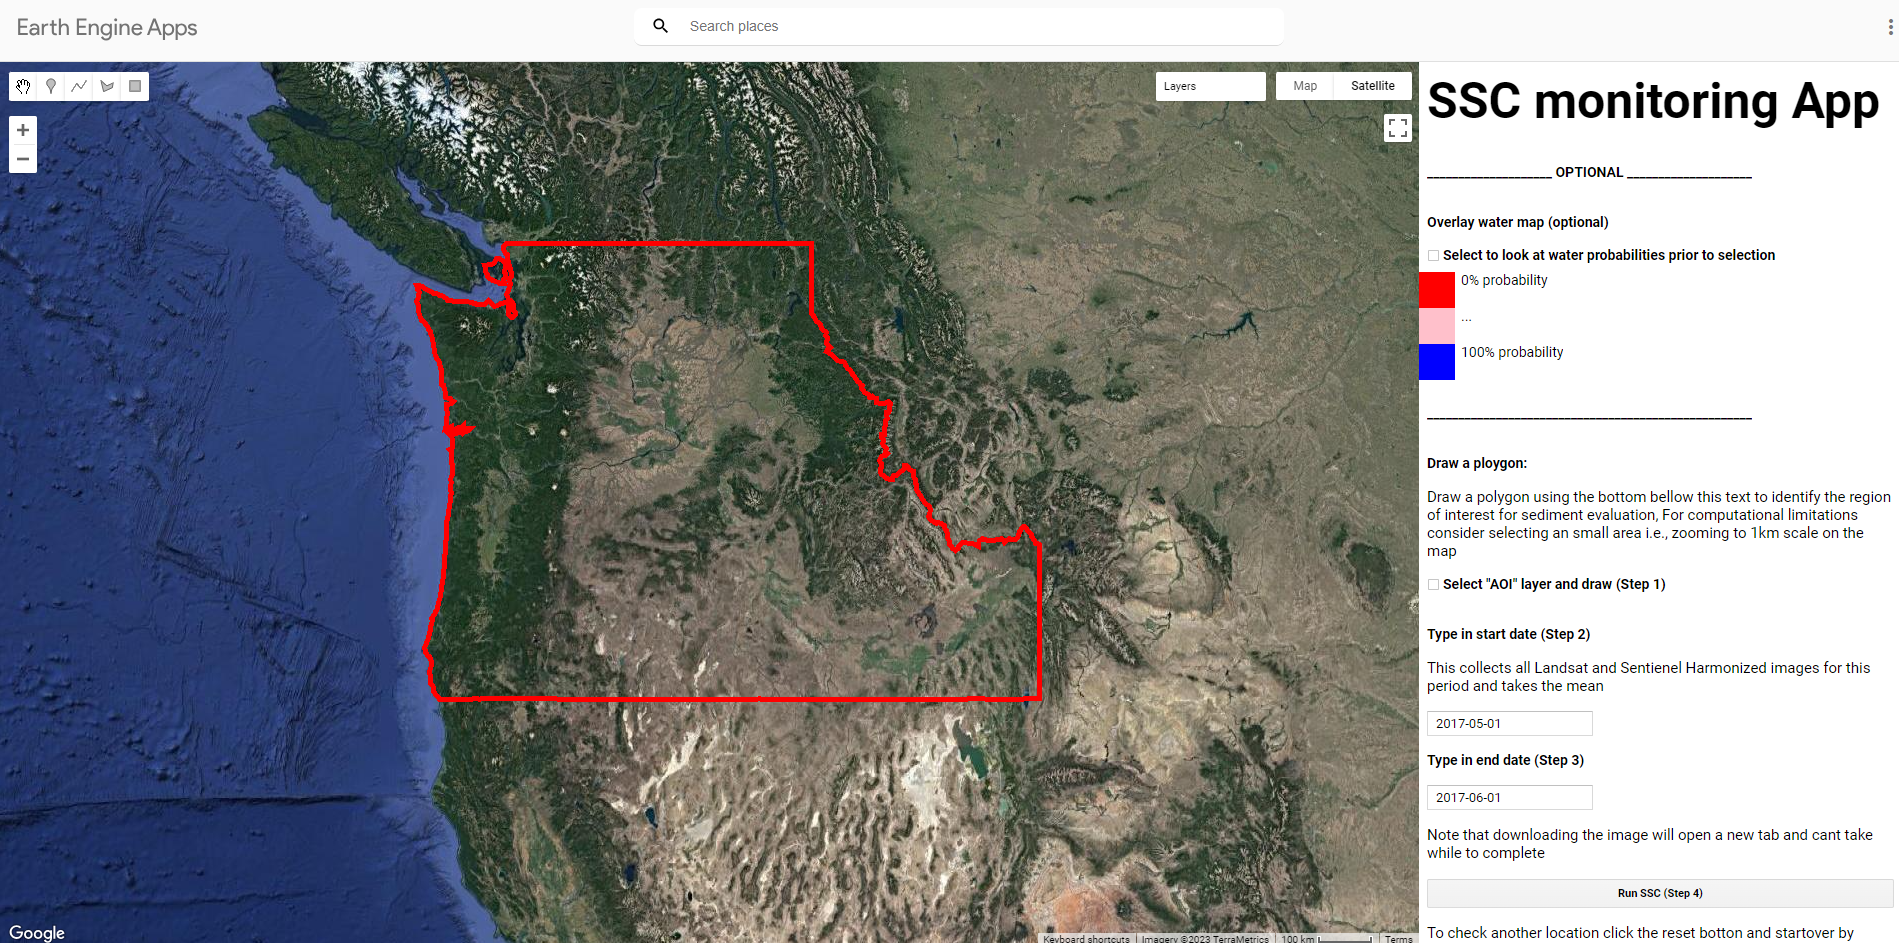 Earth Engine Apps
Search places
Layers
Map
Satellite
SSC monitoring App
____________________ OPTIONAL ____________________
Overlay water map (optional)
Select to look at water probabilities prior to selection
0% probability
...
100% probability
____________________________________________________
Draw a ploygon:
Draw a polygon using the bottom bellow this text to identify the region
of interest for sediment evaluation, For computational limitations
consider selecting an small area i.e., zooming to 1km scale on the
map
Select "AOI" layer and draw (Step 1)
Type in start date (Step 2)
This collects all Landsat and Sentienel Harmonized images for this
period and takes the mean
2017-05-01
Type in end date (Step 3)
2017-06-01
Note that downloading the image will open a new tab and cant take
while to complete
Run SSC (Step 4)
To check another location click the reset botton and startover by
Google
Keyboard shortcuts
Imagery ©2023 TerraMetrics
100 km
Terms